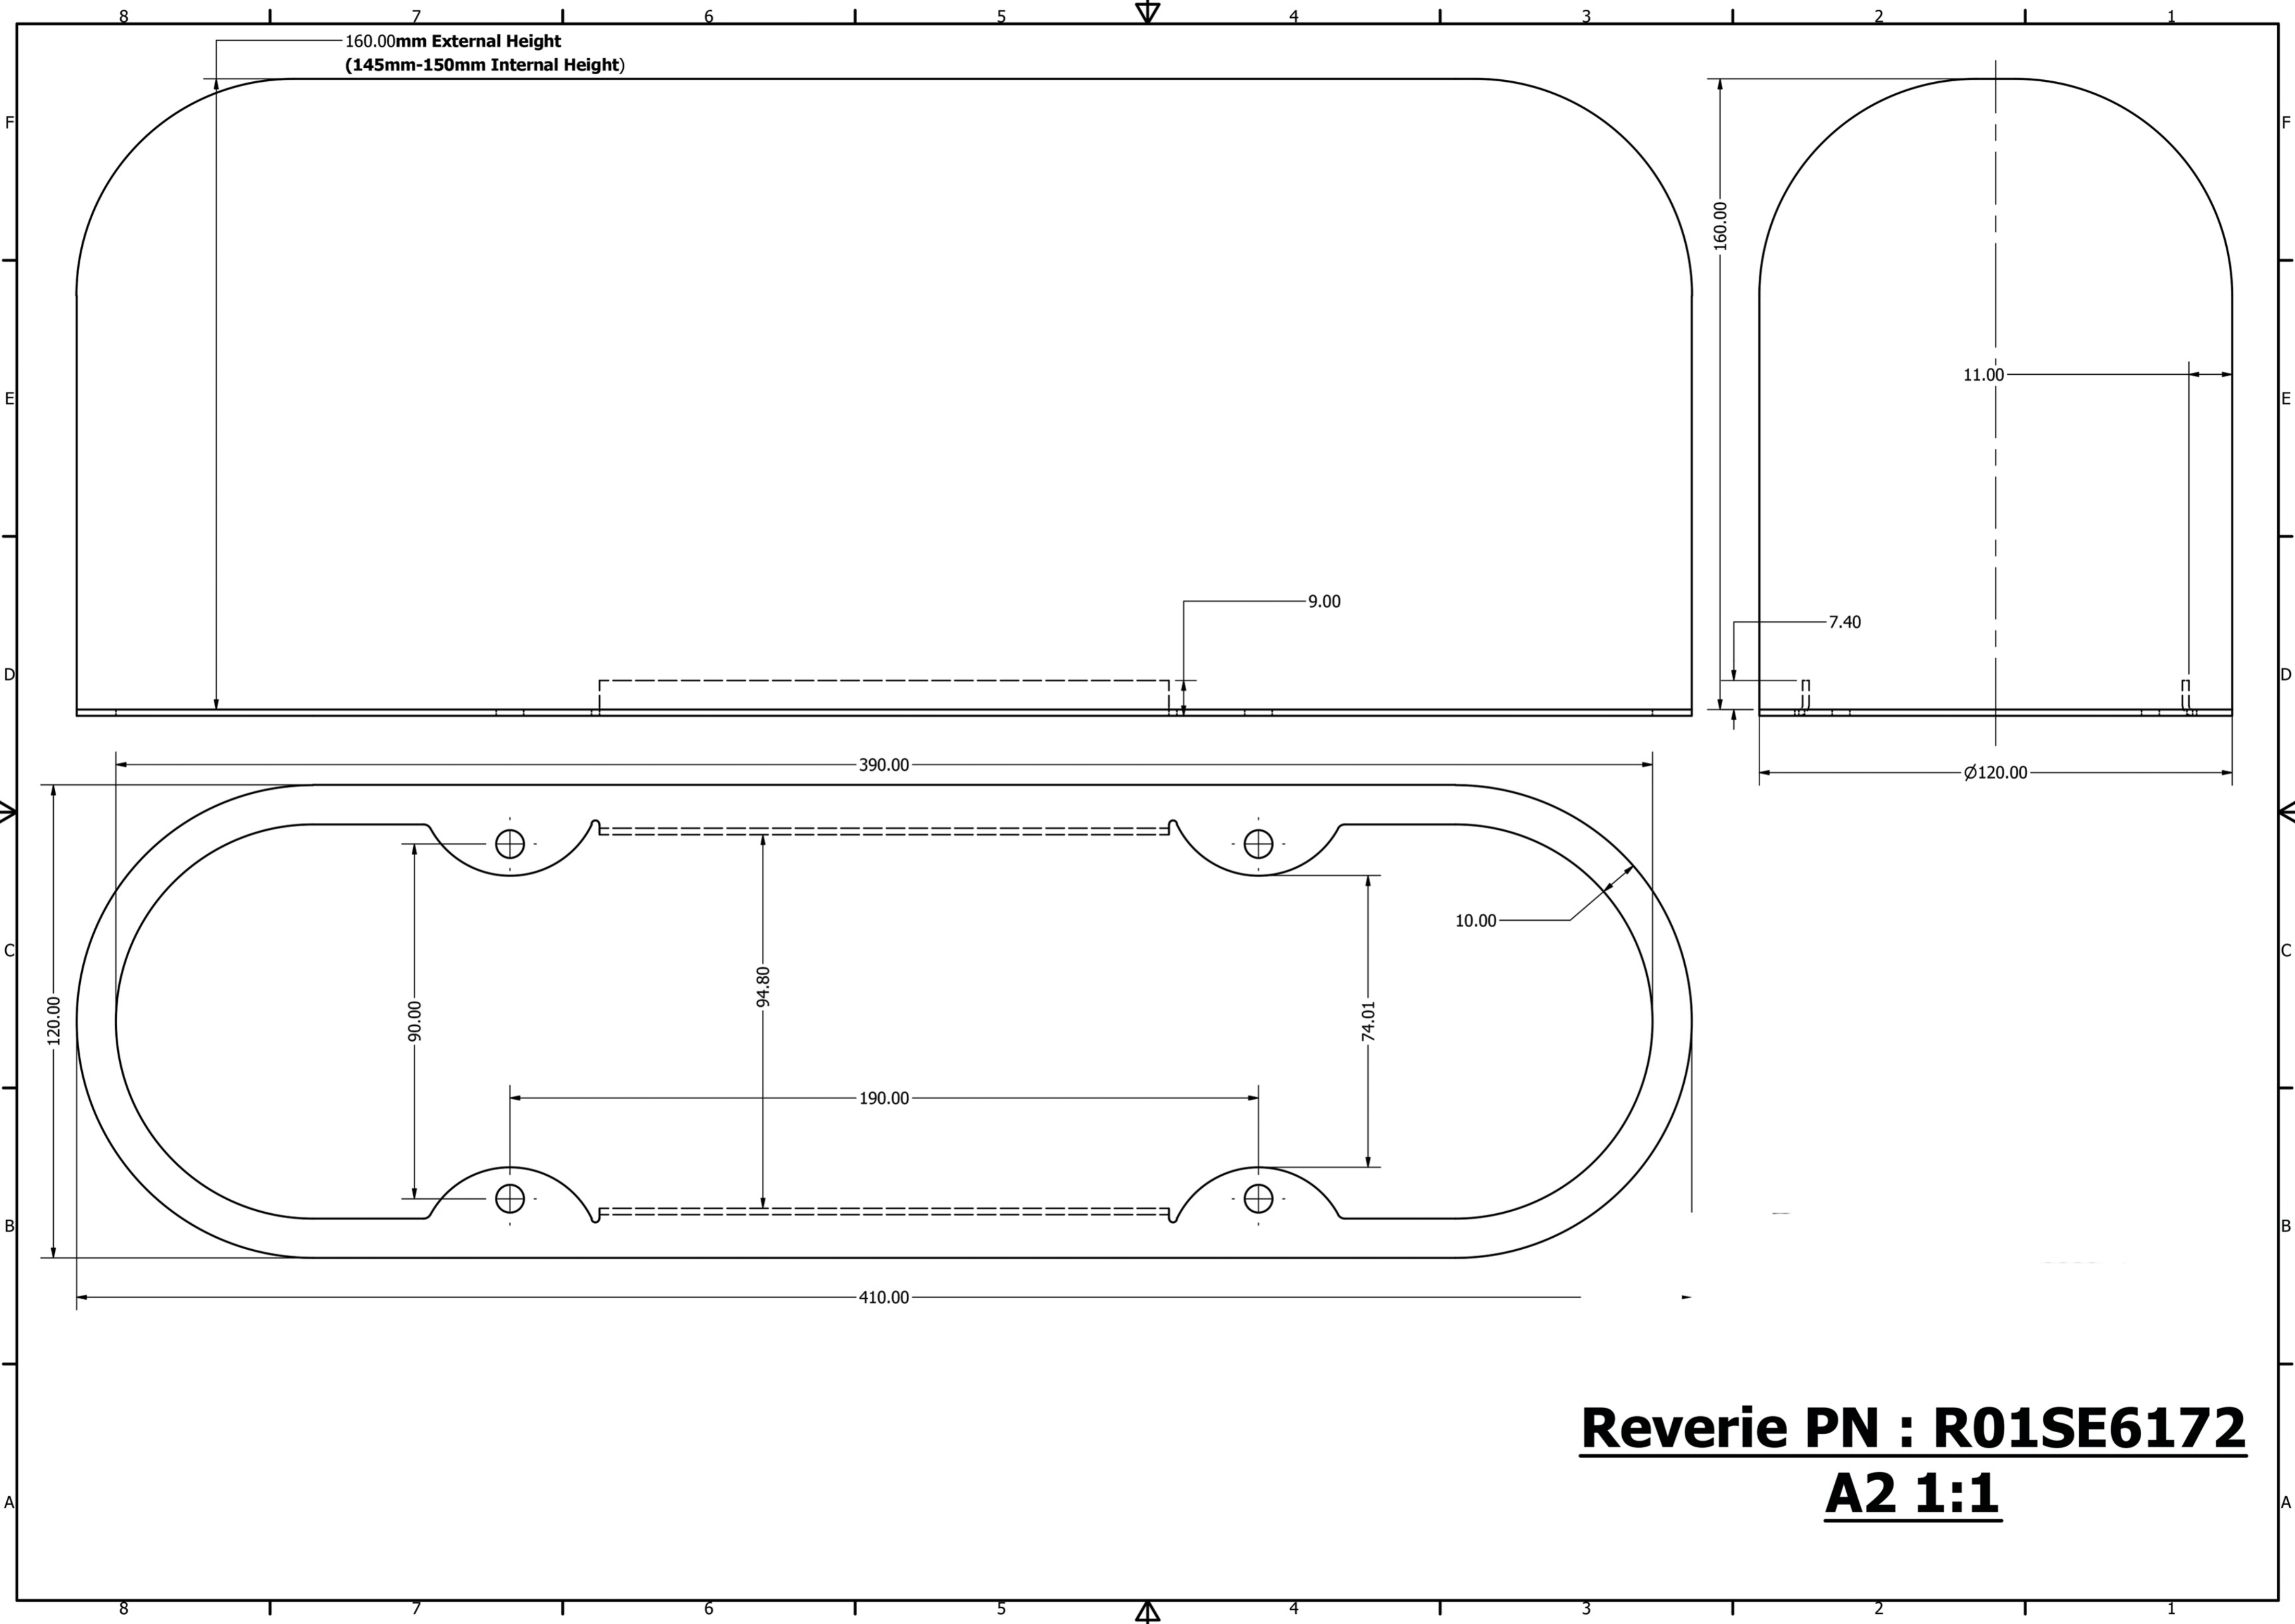 8 7 6 5 4 3 2 1
160.00mm External Height
(145mm-150mm Internal Height)
F F
160.00
11.00
E E
9.00
7.40
D D
390.00
Ø120.00
10.00
C C
94.80
120.00
90.00
74.01
190.00
B B
410.00
Reverie PN : R01SE6172
A2 1:1
A A
8 7 6 5 4 3 2 1